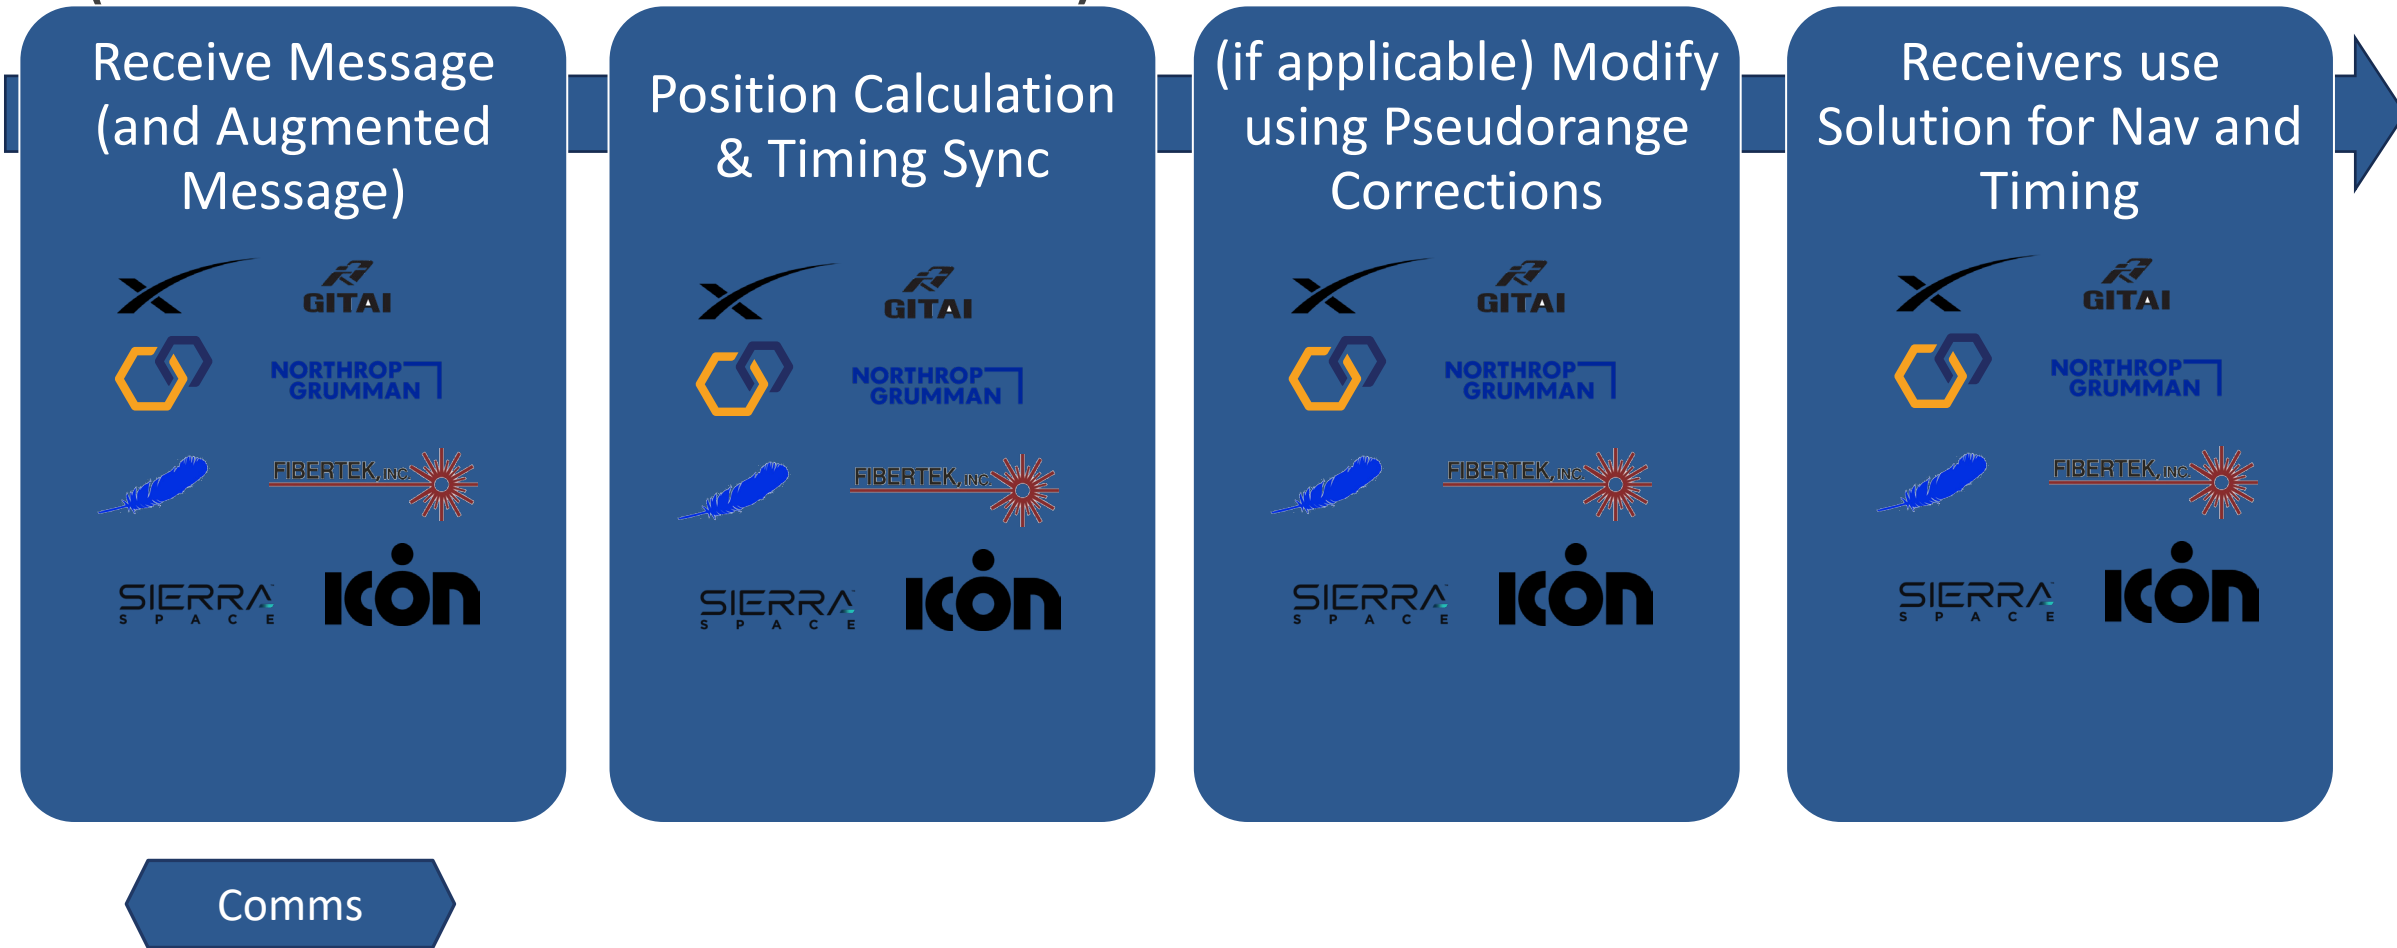 Receive Message
(and Augmented
Message)
GITAI
NORTHROP
GRUMMAN
FIBERTEK, INC.
SIERRA
SPACE
ICON
Position Calculation
& Timing Sync
GITAI
NORTHROP
GRUMMAN
FIBERTEK, INC.
SIERRA
SPACE
ICON
(if applicable) Modify
using Pseudorange
Corrections
GITAI
NORTHROP
GRUMMAN
FIBERTEK, INC.
SIERRA
SPACE
ICON
Receivers use
Solution for Nav and
Timing
GITAI
NORTHROP
GRUMMAN
FIBERTEK, INC.
SIERRA
SPACE
ICON
Comms